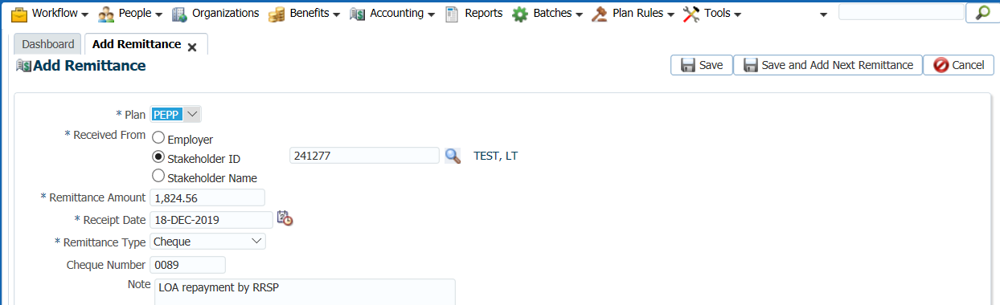 Workflow People Organizations Benefits Accounting Reports Batches Plan Rules Tools
Dashboard Add Remittance
Add Remittance Save Save and Add Next Remittance Cancel
* Plan PEPP
* Received From Employer
Stakeholder ID 241277 TEST, LT
Stakeholder Name
* Remittance Amount 1,824.56
* Receipt Date 18-DEC-2019
* Remittance Type Cheque
Cheque Number 0089
Note LOA repayment by RRSP